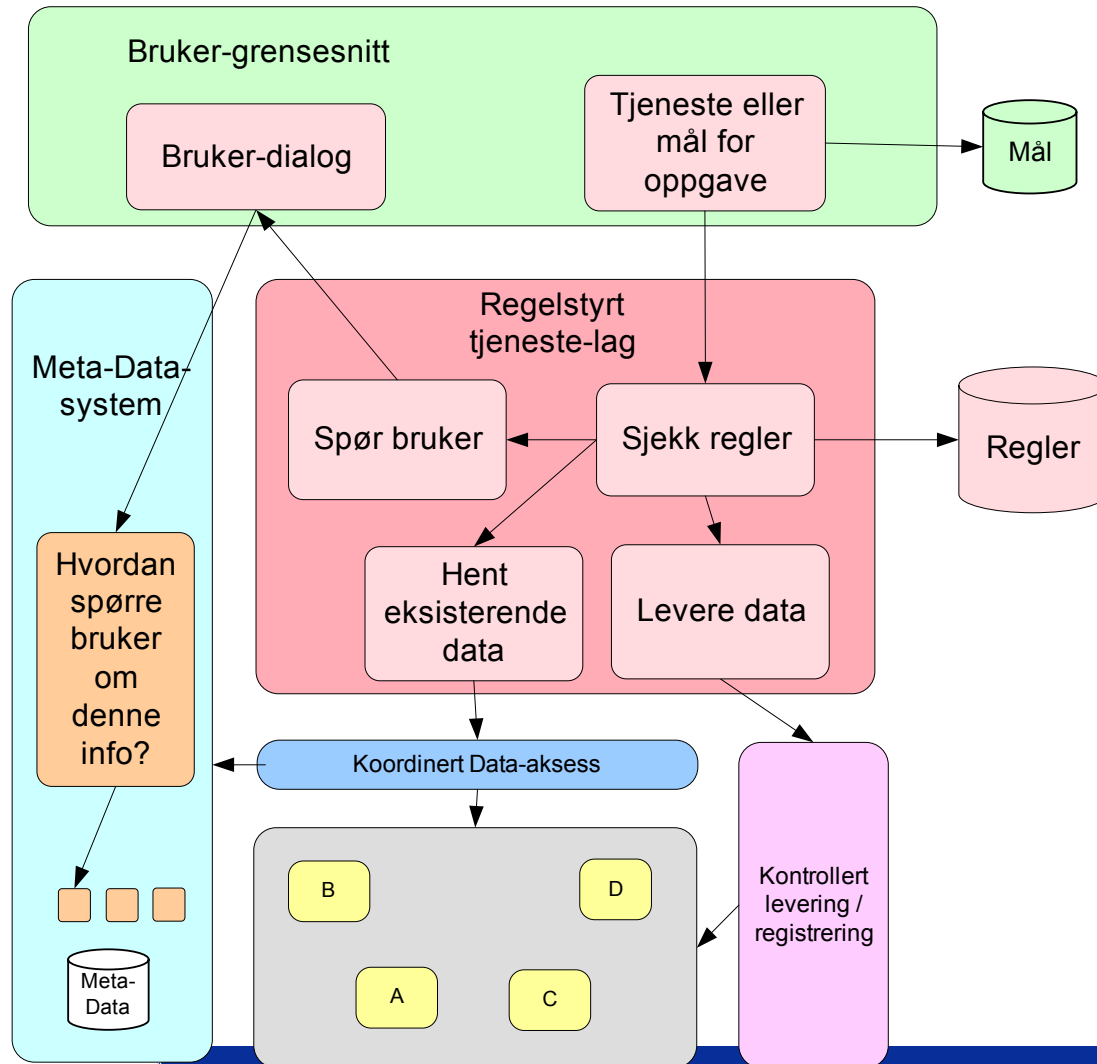 Bruker-grensesnitt
Bruker-dialog
Tjeneste eller
mål for
oppgave
Mål
Regelstyrt
tjeneste-lag
Meta-Data-
system
Spør bruker
Sjekk regler
Regler
Hvordan
spørre
bruker
om
denne
info?
Hent
eksisterende
data
Levere data
Koordinert Data-aksess
Kontrollert
levering /
registrering
B
D
A
C
Meta-
Data